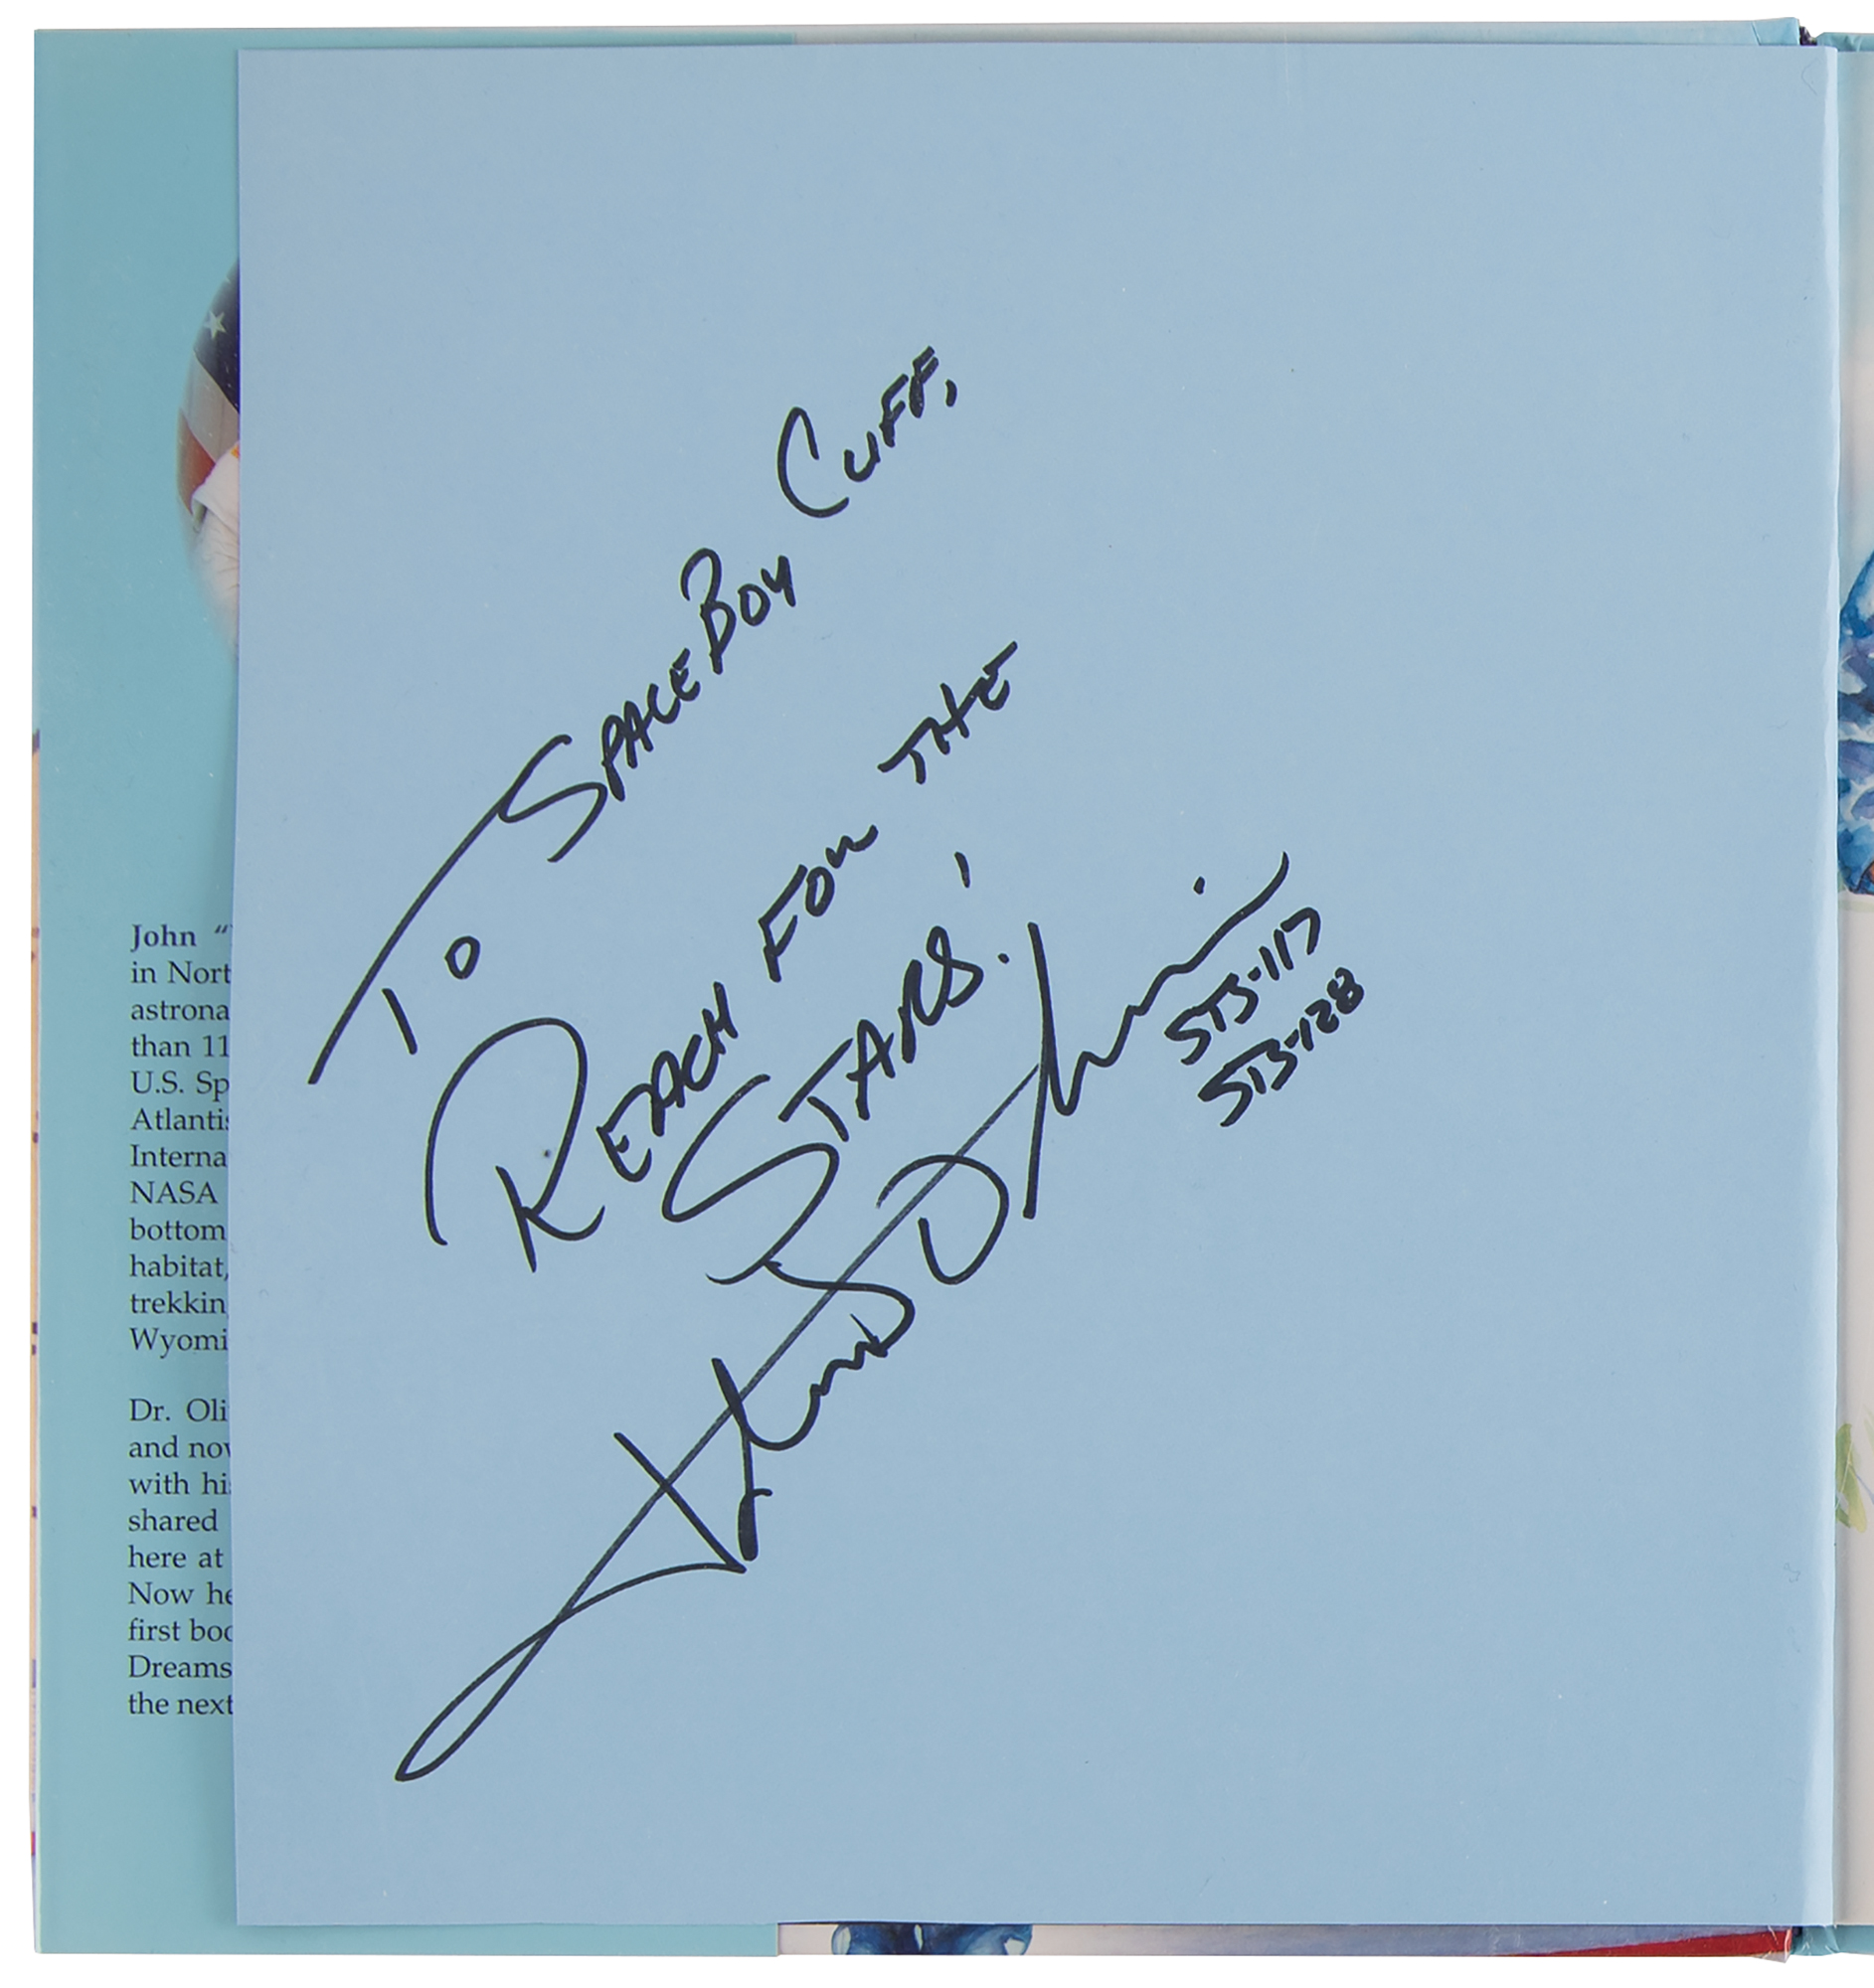 John "
in Nort
astrona
than 11
U.S. Sp
Atlantis
Interna
NASA
bottom
habitat,
trekkin
Wyomi
Dr. Oli
and now
with his
shared
here at
Now he
first boo
Dreams
the next
TO SPACEBOY CLIFF,
REACH FOR THE
STARS!
STS-117
STS-128